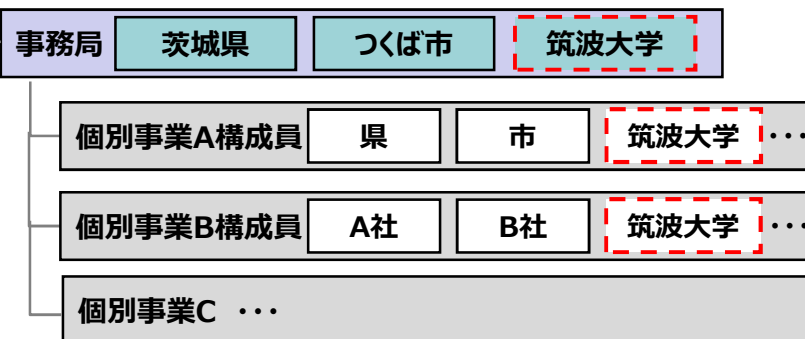 事務局 茨城県 つくば市 筑波大学
個別事業A構成員 県 市 筑波大学 ・・・
個別事業B構成員 A社 B社 筑波大学 ・・・
個別事業C ・・・